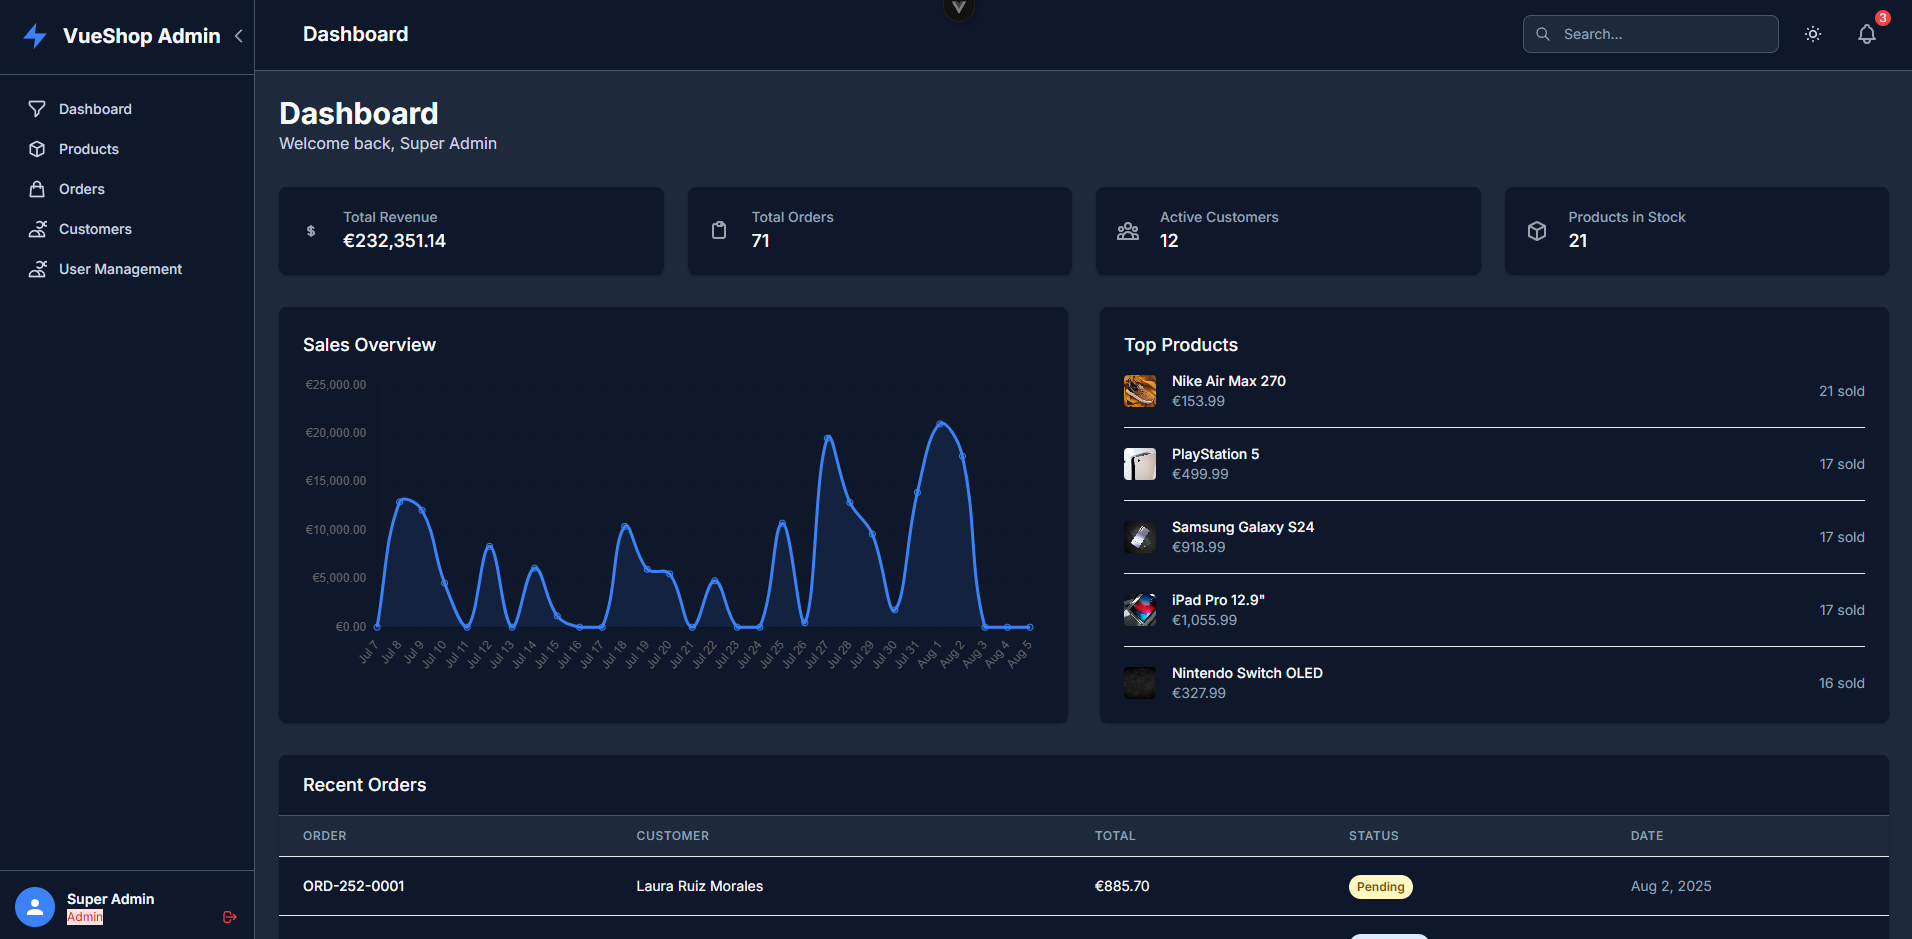 VueShop Admin
Dashboard
Search...
3
Dashboard
Products
Orders
Customers
User Management
Dashboard
Welcome back, Super Admin
Total Revenue
€232,351.14
Total Orders
71
Active Customers
12
Products in Stock
21
Sales Overview
€25,000.00
€20,000.00
€15,000.00
€10,000.00
€5,000.00
€0.00
Jul 7 Jul 8 Jul 9 Jul 10 Jul 11 Jul 12 Jul 13 Jul 14 Jul 15 Jul 16 Jul 17 Jul 18 Jul 19 Jul 20 Jul 21 Jul 22 Jul 23 Jul 24 Jul 25 Jul 26 Jul 27 Jul 28 Jul 29 Jul 30 Jul 31 Aug 1 Aug 2 Aug 3 Aug 4 Aug 5
Top Products
Nike Air Max 270
€153.99
21 sold
PlayStation 5
€499.99
17 sold
Samsung Galaxy S24
€918.99
17 sold
iPad Pro 12.9"
€1,055.99
17 sold
Nintendo Switch OLED
€327.99
16 sold
Recent Orders
ORDER CUSTOMER TOTAL STATUS DATE
ORD-252-0001 Laura Ruiz Morales €885.70 Pending Aug 2, 2025
Super Admin
Admin